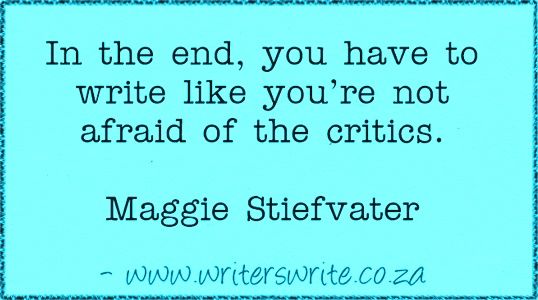 In the end, you have to
write like you're not
afraid of the critics.
Maggie Stiefvater
- www.writerswrite.co.za